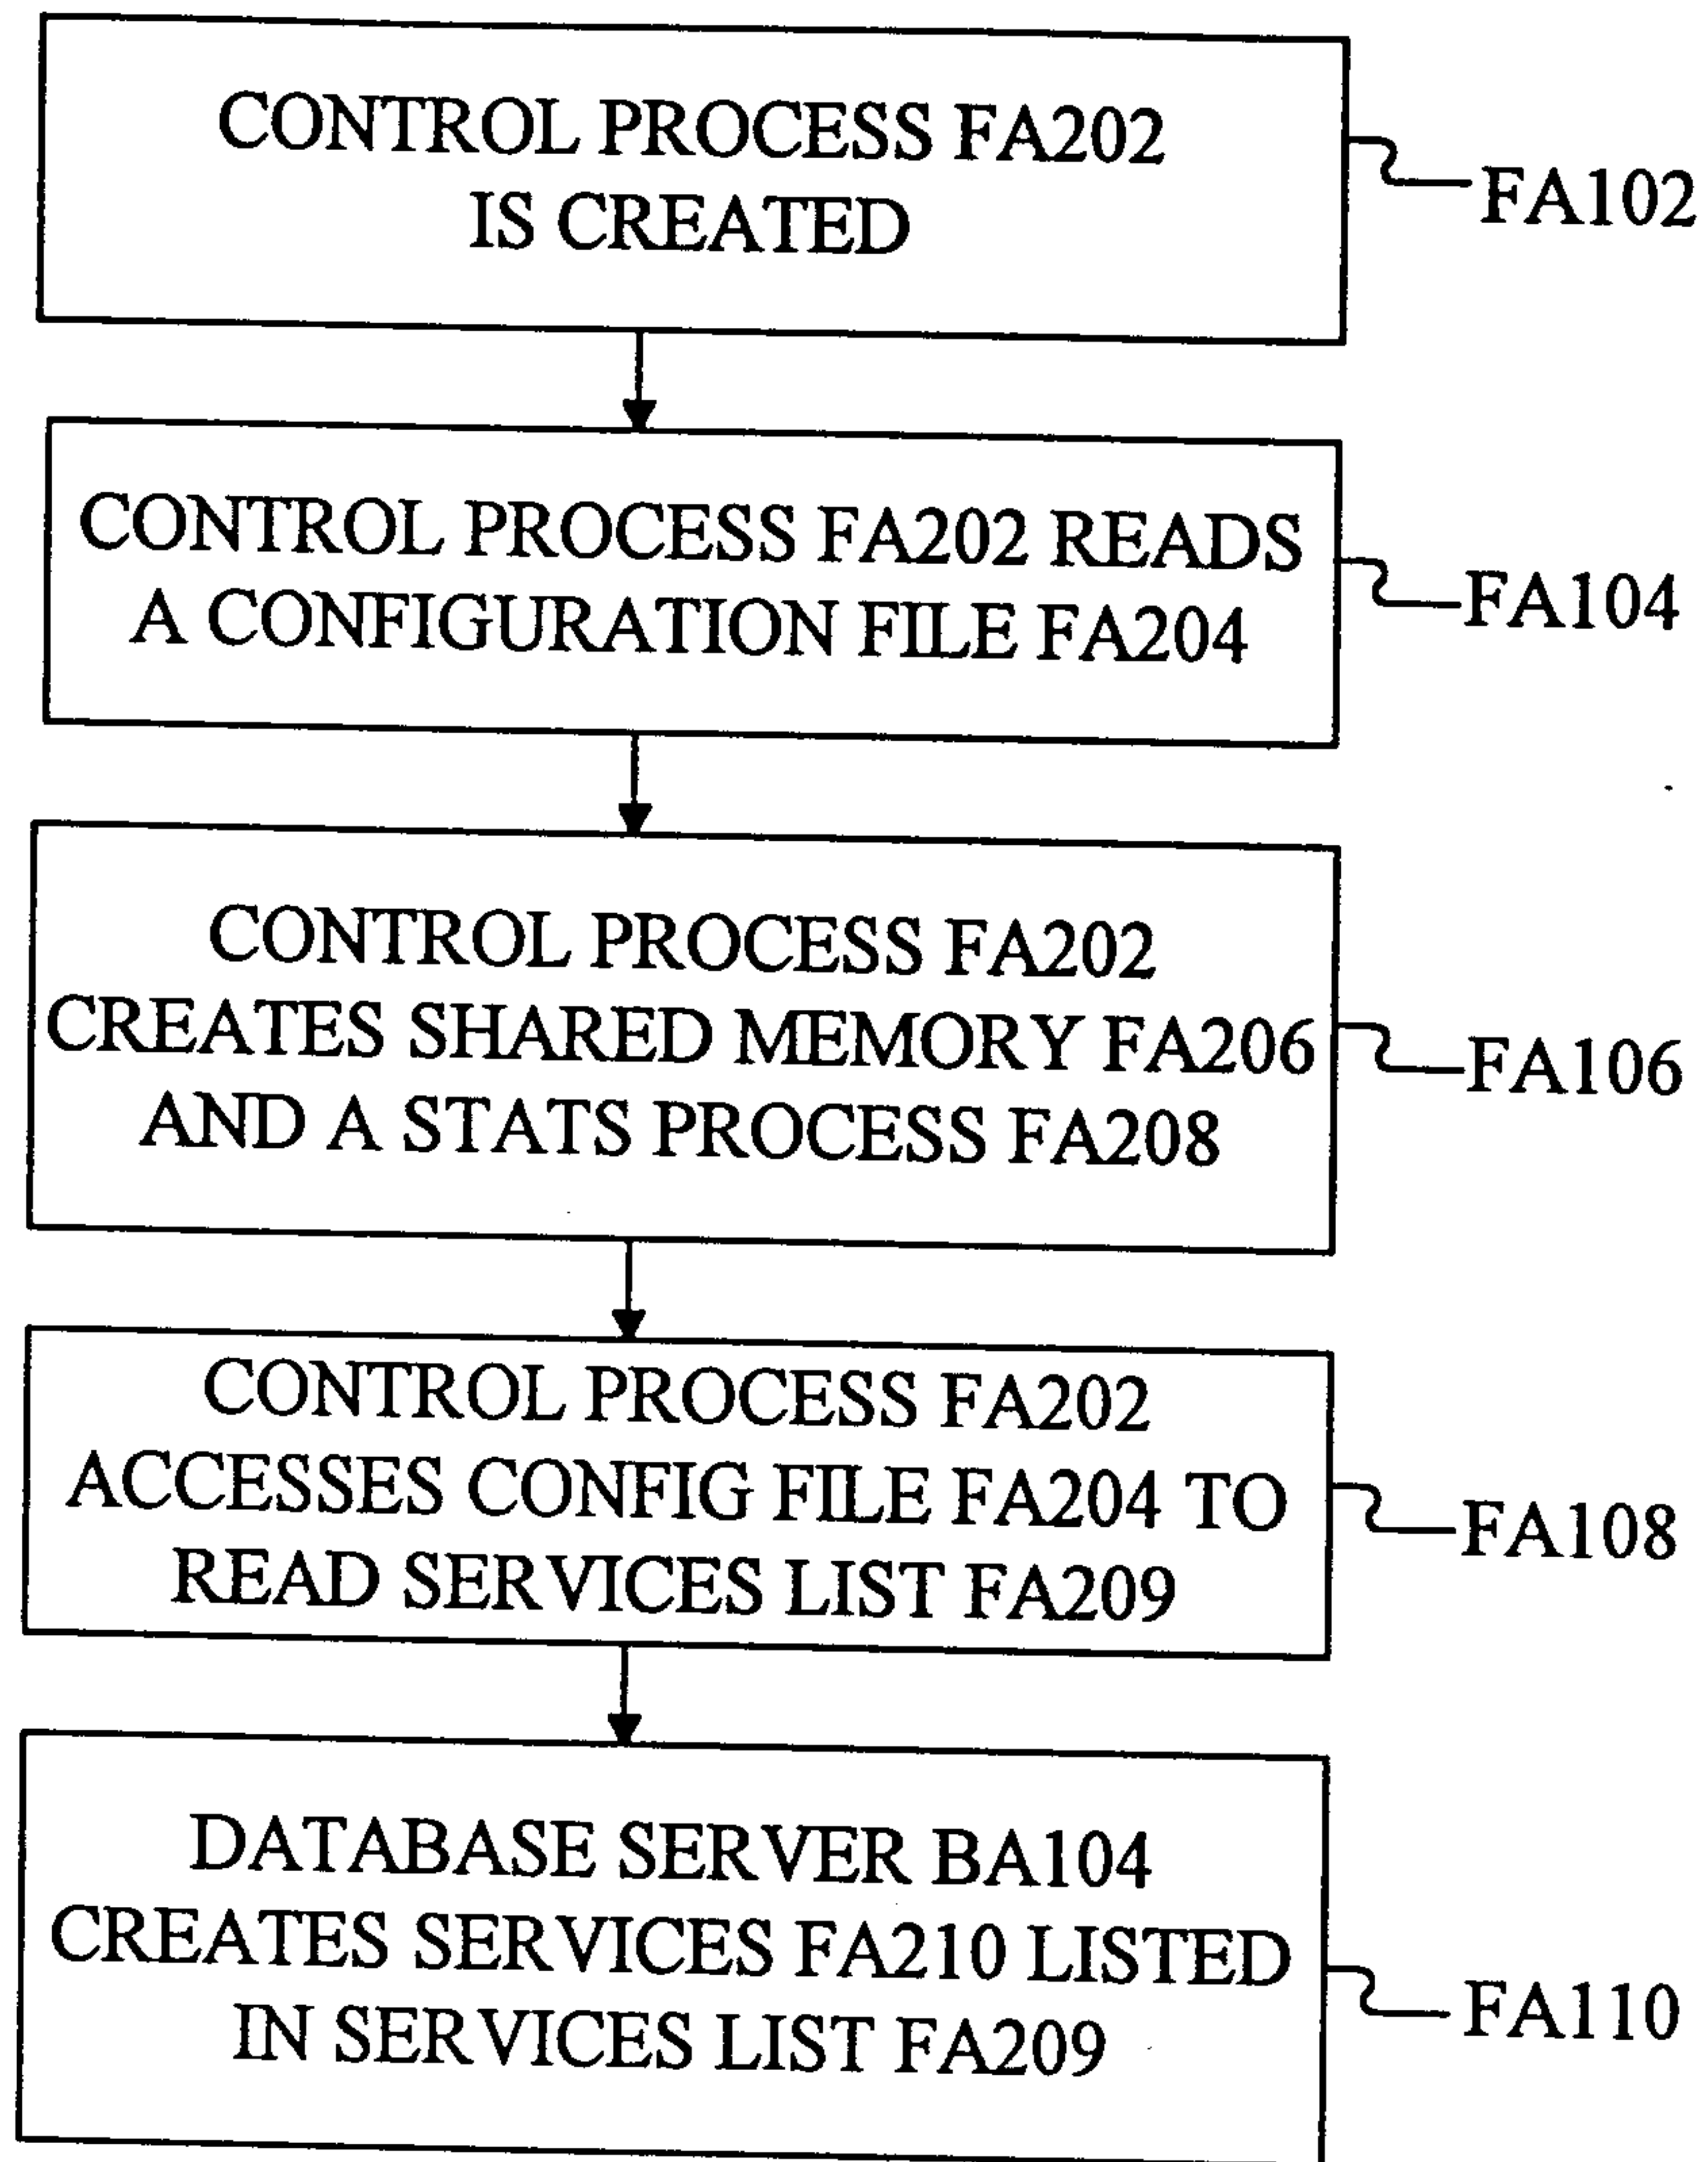 CONTROL PROCESS FA202
IS CREATED
FA102
CONTROL PROCESS FA202 READS
A CONFIGURATION FILE FA204
FA104
CONTROL PROCESS FA202
CREATES SHARED MEMORY FA206
AND A STATS PROCESS FA208
FA106
CONTROL PROCESS FA202
ACCESSES CONFIG FILE FA204 TO
READ SERVICES LIST FA209
FA108
DATABASE SERVER BA104
CREATES SERVICES FA210 LISTED
IN SERVICES LIST FA209
FA110